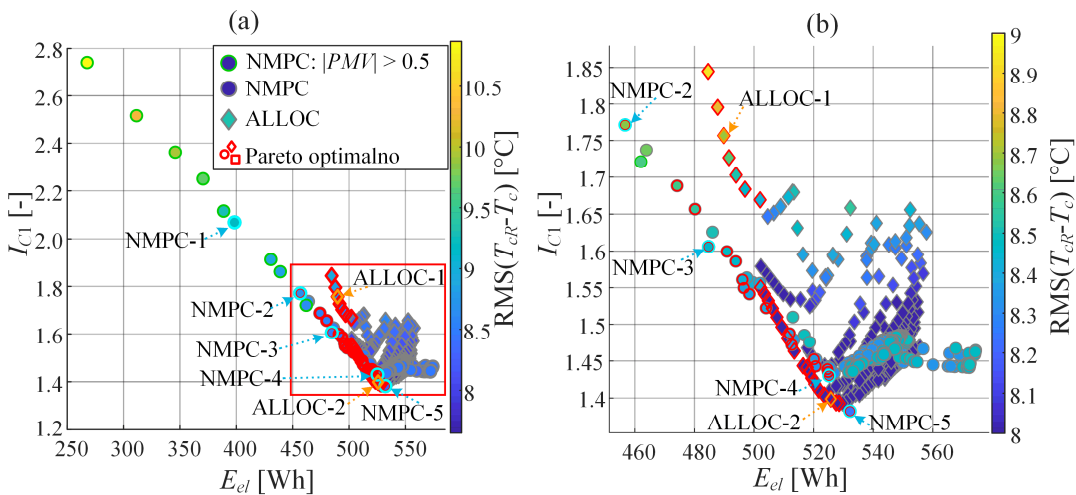 (a)
2.8
2.6
2.4
2.2
2.0
1.8
1.6
1.4
1.2
I_C1 [-]
250
300
350
400
450
500
550
E_el [Wh]
NMPC: |PMV| > 0.5
NMPC
ALLOC
Pareto optimalno
NMPC-1
ALLOC-1
NMPC-2
NMPC-3
NMPC-4
ALLOC-2
NMPC-5
10.5
10
9.5
9
8.5
8
RMS(T_cR-T_c) [°C]
(b)
1.85
1.8
1.75
1.7
1.65
1.6
1.55
1.5
1.45
1.4
I_C1 [-]
460
480
500
520
540
560
E_el [Wh]
NMPC-2
ALLOC-1
NMPC-3
NMPC-4
ALLOC-2
NMPC-5
9
8.9
8.8
8.7
8.6
8.5
8.4
8.3
8.2
8.1
8
RMS(T_cR-T_c) [°C]